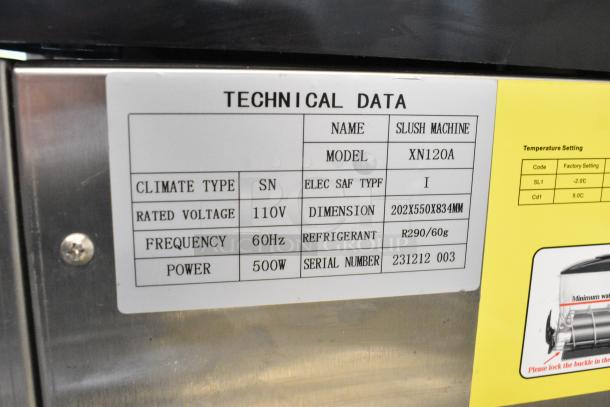 TECHNICAL DATA
NAME SLUSH MACHINE
MODEL XN120A
CLIMATE TYPE SN ELEC SAF TYPF I
RATED VOLTAGE 110V DIMENSION 202X550X834MM
FREQUENCY 60Hz REFRIGERANT R290/60g
POWER 500W SERIAL NUMBER 231212 003
Temperature Setting
Code Factory Setting
SL1 -2.0C
Cd1 5.0C
Minimum wat
Please lock the buckle in the